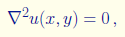 ∇²u(x, y) = 0 ,